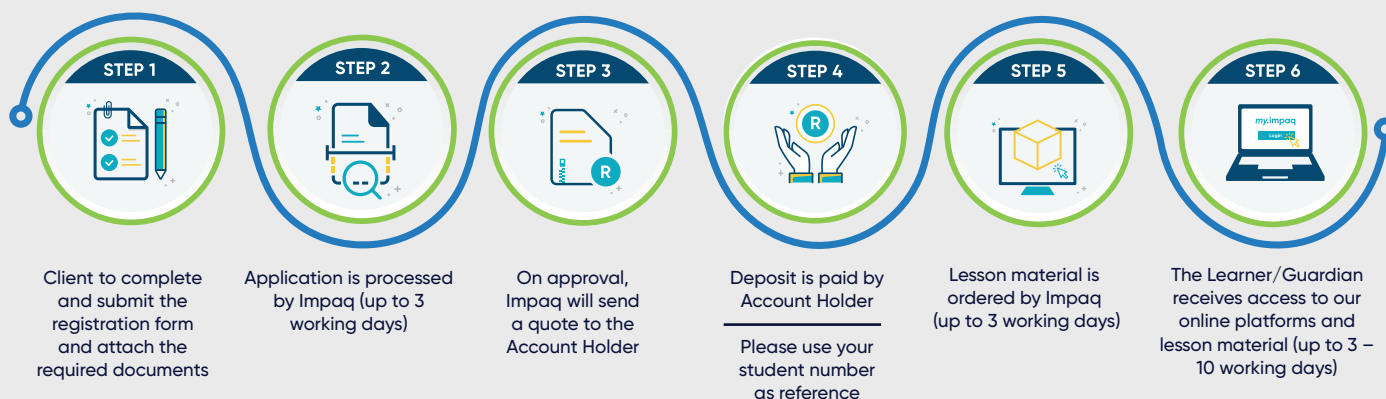 STEP 1
Client to complete
and submit the
registration form
and attach the
required documents
STEP 2
Application is processed
by Impaq (up to 3
working days)
STEP 3
R
On approval,
Impaq will send
a quote to the
Account Holder
STEP 4
R
Deposit is paid by
Account Holder
Please use your
student number
as reference
STEP 5
Lesson material is
ordered by Impaq
(up to 3 working days)
STEP 6
my.impaq
Login
The Learner/Guardian
receives access to our
online platforms and
lesson material (up to 3 –
10 working days)